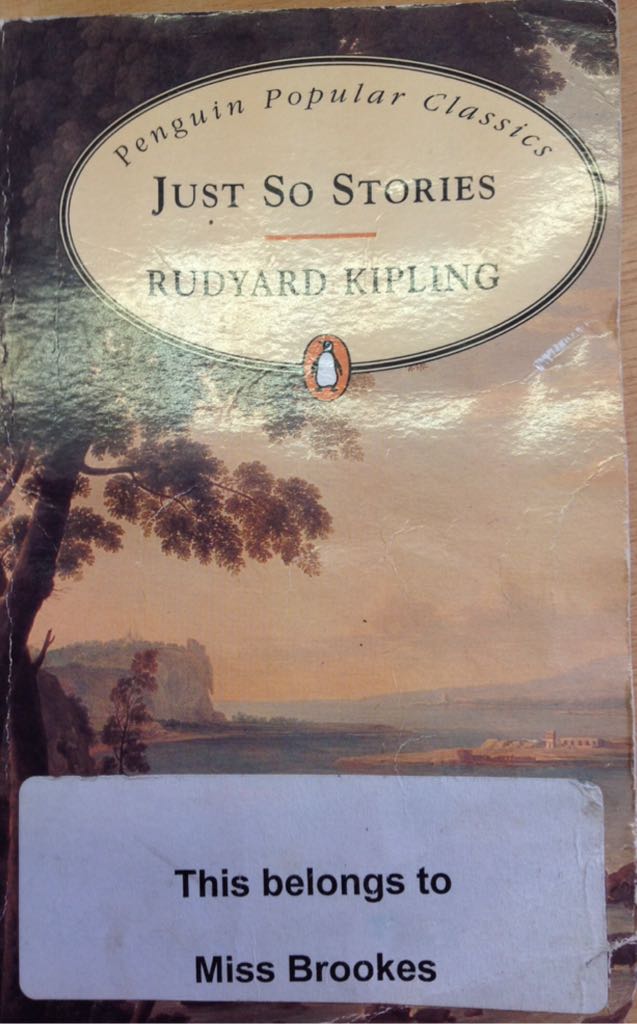 Penguin Popular Classics
JUST SO STORIES
RUDYARD KIPLING
This belongs to
Miss Brookes